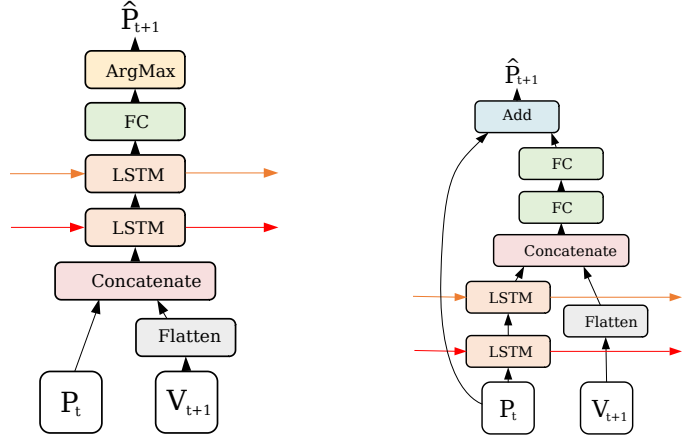 P̂t+1
ArgMax
FC
LSTM
LSTM
Concatenate
Flatten
Pt
Vt+1
P̂t+1
Add
FC
FC
Concatenate
LSTM
Flatten
LSTM
Pt
Vt+1